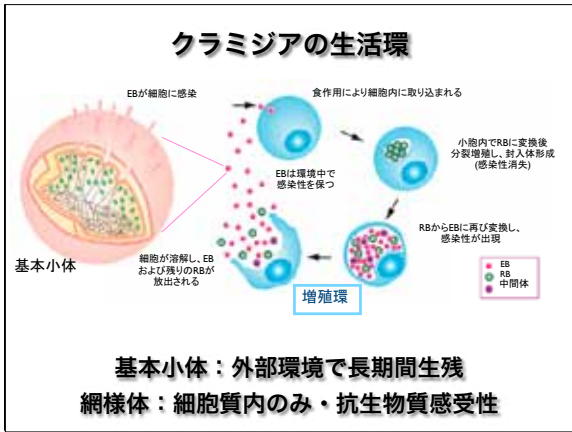 クラミジアの生活環
EBが細胞に感染
食作用により細胞内に取り込まれる
小胞内でRBに変換後
分裂増殖し、封入体形成
(感染性消失)
EBは環境中で
感染性を保つ
RBからEBに再び変換し、
感染性が出現
基本小体
細胞が溶解し、EB
および残りのRBが
放出される
増殖環
EB
RB
中間体
基本小体：外部環境で長期間生残
網様体：細胞質内のみ・抗生物質感受性